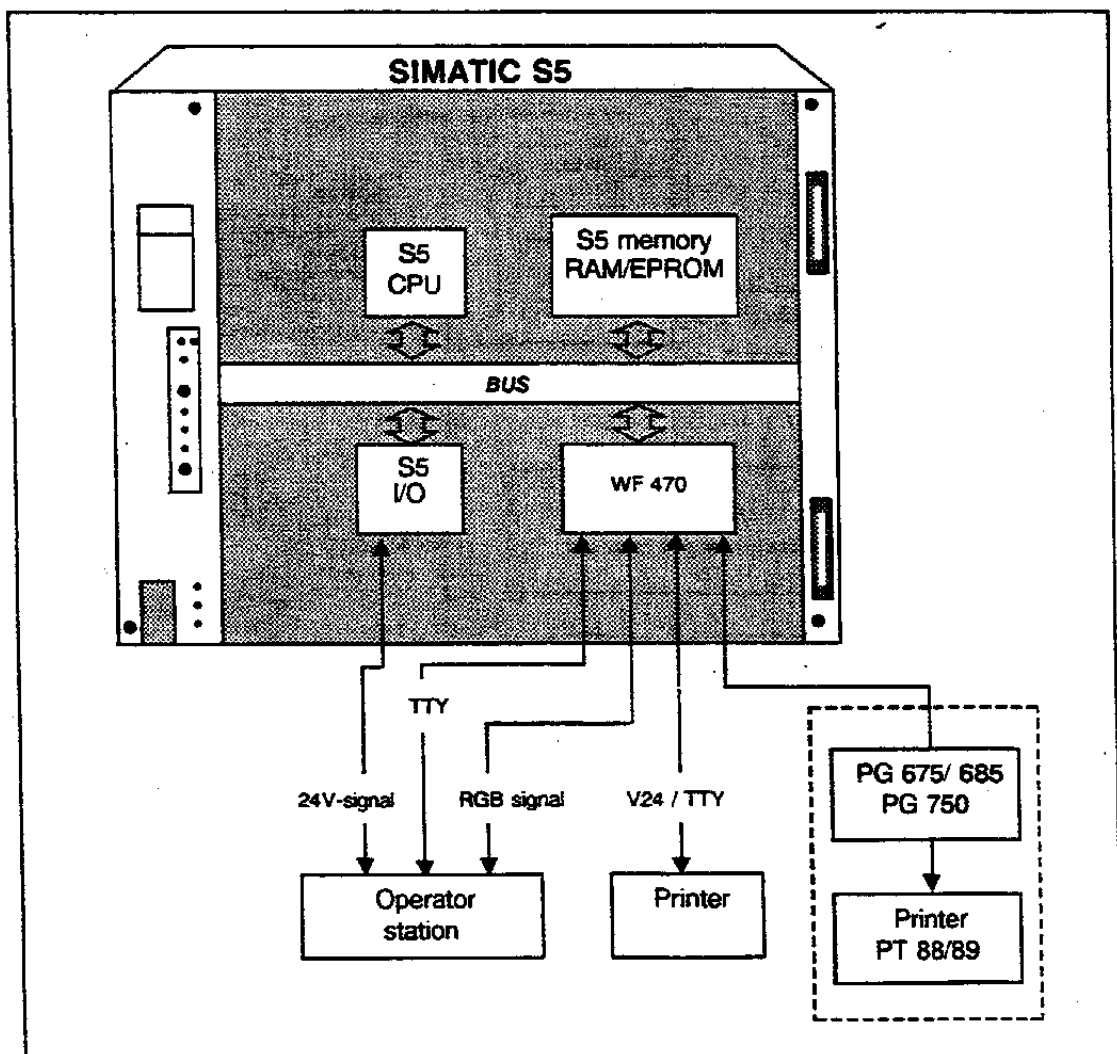 SIMATIC S5
S5
CPU
S5 memory
RAM/EPROM
BUS
S5
I/O
WF 470
TTY
24V-signal
RGB signal
V24 / TTY
PG 675/ 685
PG 750
Operator
station
Printer
Printer
PT 88/89